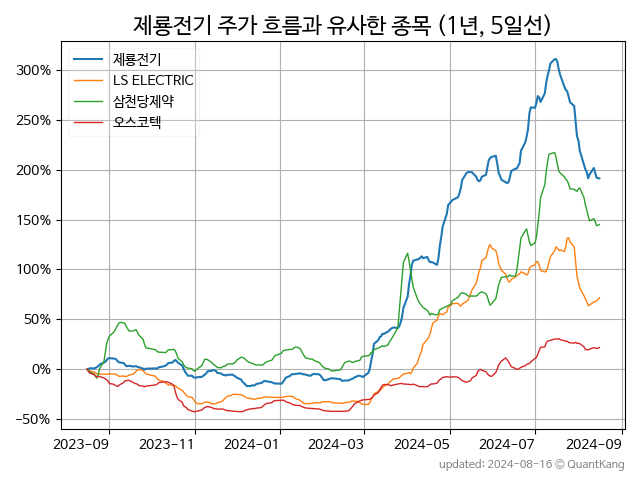 제룡전기 주가 흐름과 유사한 종목 (1년, 5일선)
제룡전기
LS ELECTRIC
삼천당제약
오스코텍
300%
250%
200%
150%
100%
50%
0%
−50%
2023−09 2023−11 2024−01 2024−03 2024−05 2024−07 2024−09
updated: 2024-08-16 © QuantKang